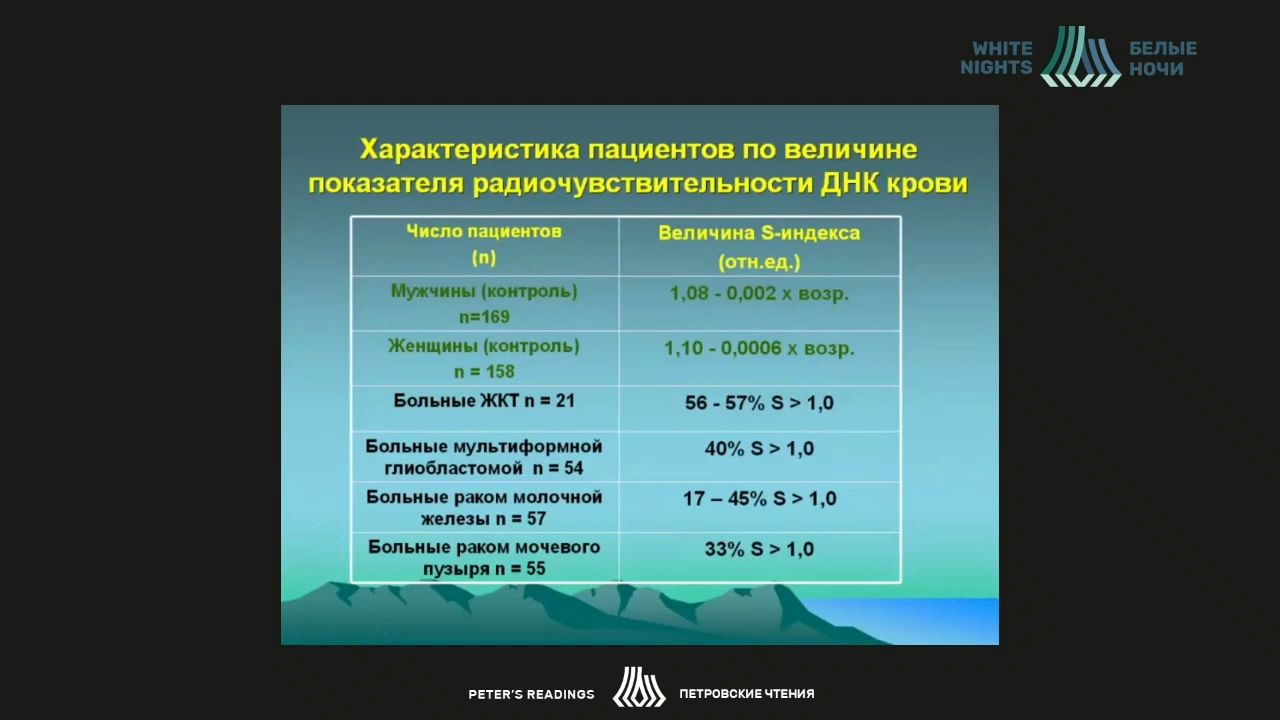 WHITE
NIGHTS
БЕЛЫЕ
НОЧИ
Характеристика пациентов по величине
показателя радиочувствительности ДНК крови
Число пациентов
(n)
Величина S-индекса
(отн.ед.)
Мужчины (контроль)
n=169
1,08 - 0,002 x возр.
Женщины (контроль)
n = 158
1,10 - 0,0006 x возр.
Больные ЖКТ n = 21
56 - 57% S > 1,0
Больные мультиформной
глиобластомой n = 54
40% S > 1,0
Больные раком молочной
железы n = 57
17 – 45% S > 1,0
Больные раком мочевого
пузыря n = 55
33% S > 1,0
PETER'S READINGS
ПЕТРОВСКИЕ ЧТЕНИЯ